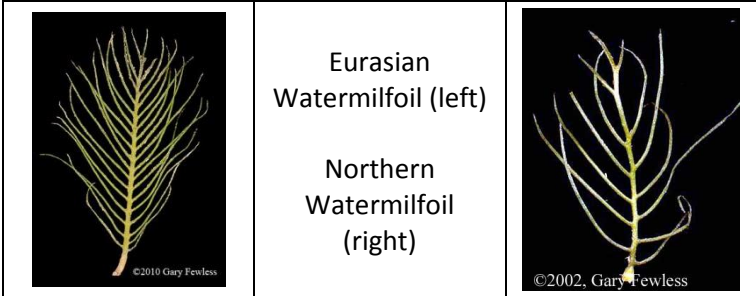 Eurasian
Watermilfoil (left)
Northern
Watermilfoil
(right)
©2010 Gary Fewless
©2002, Gary Fewless